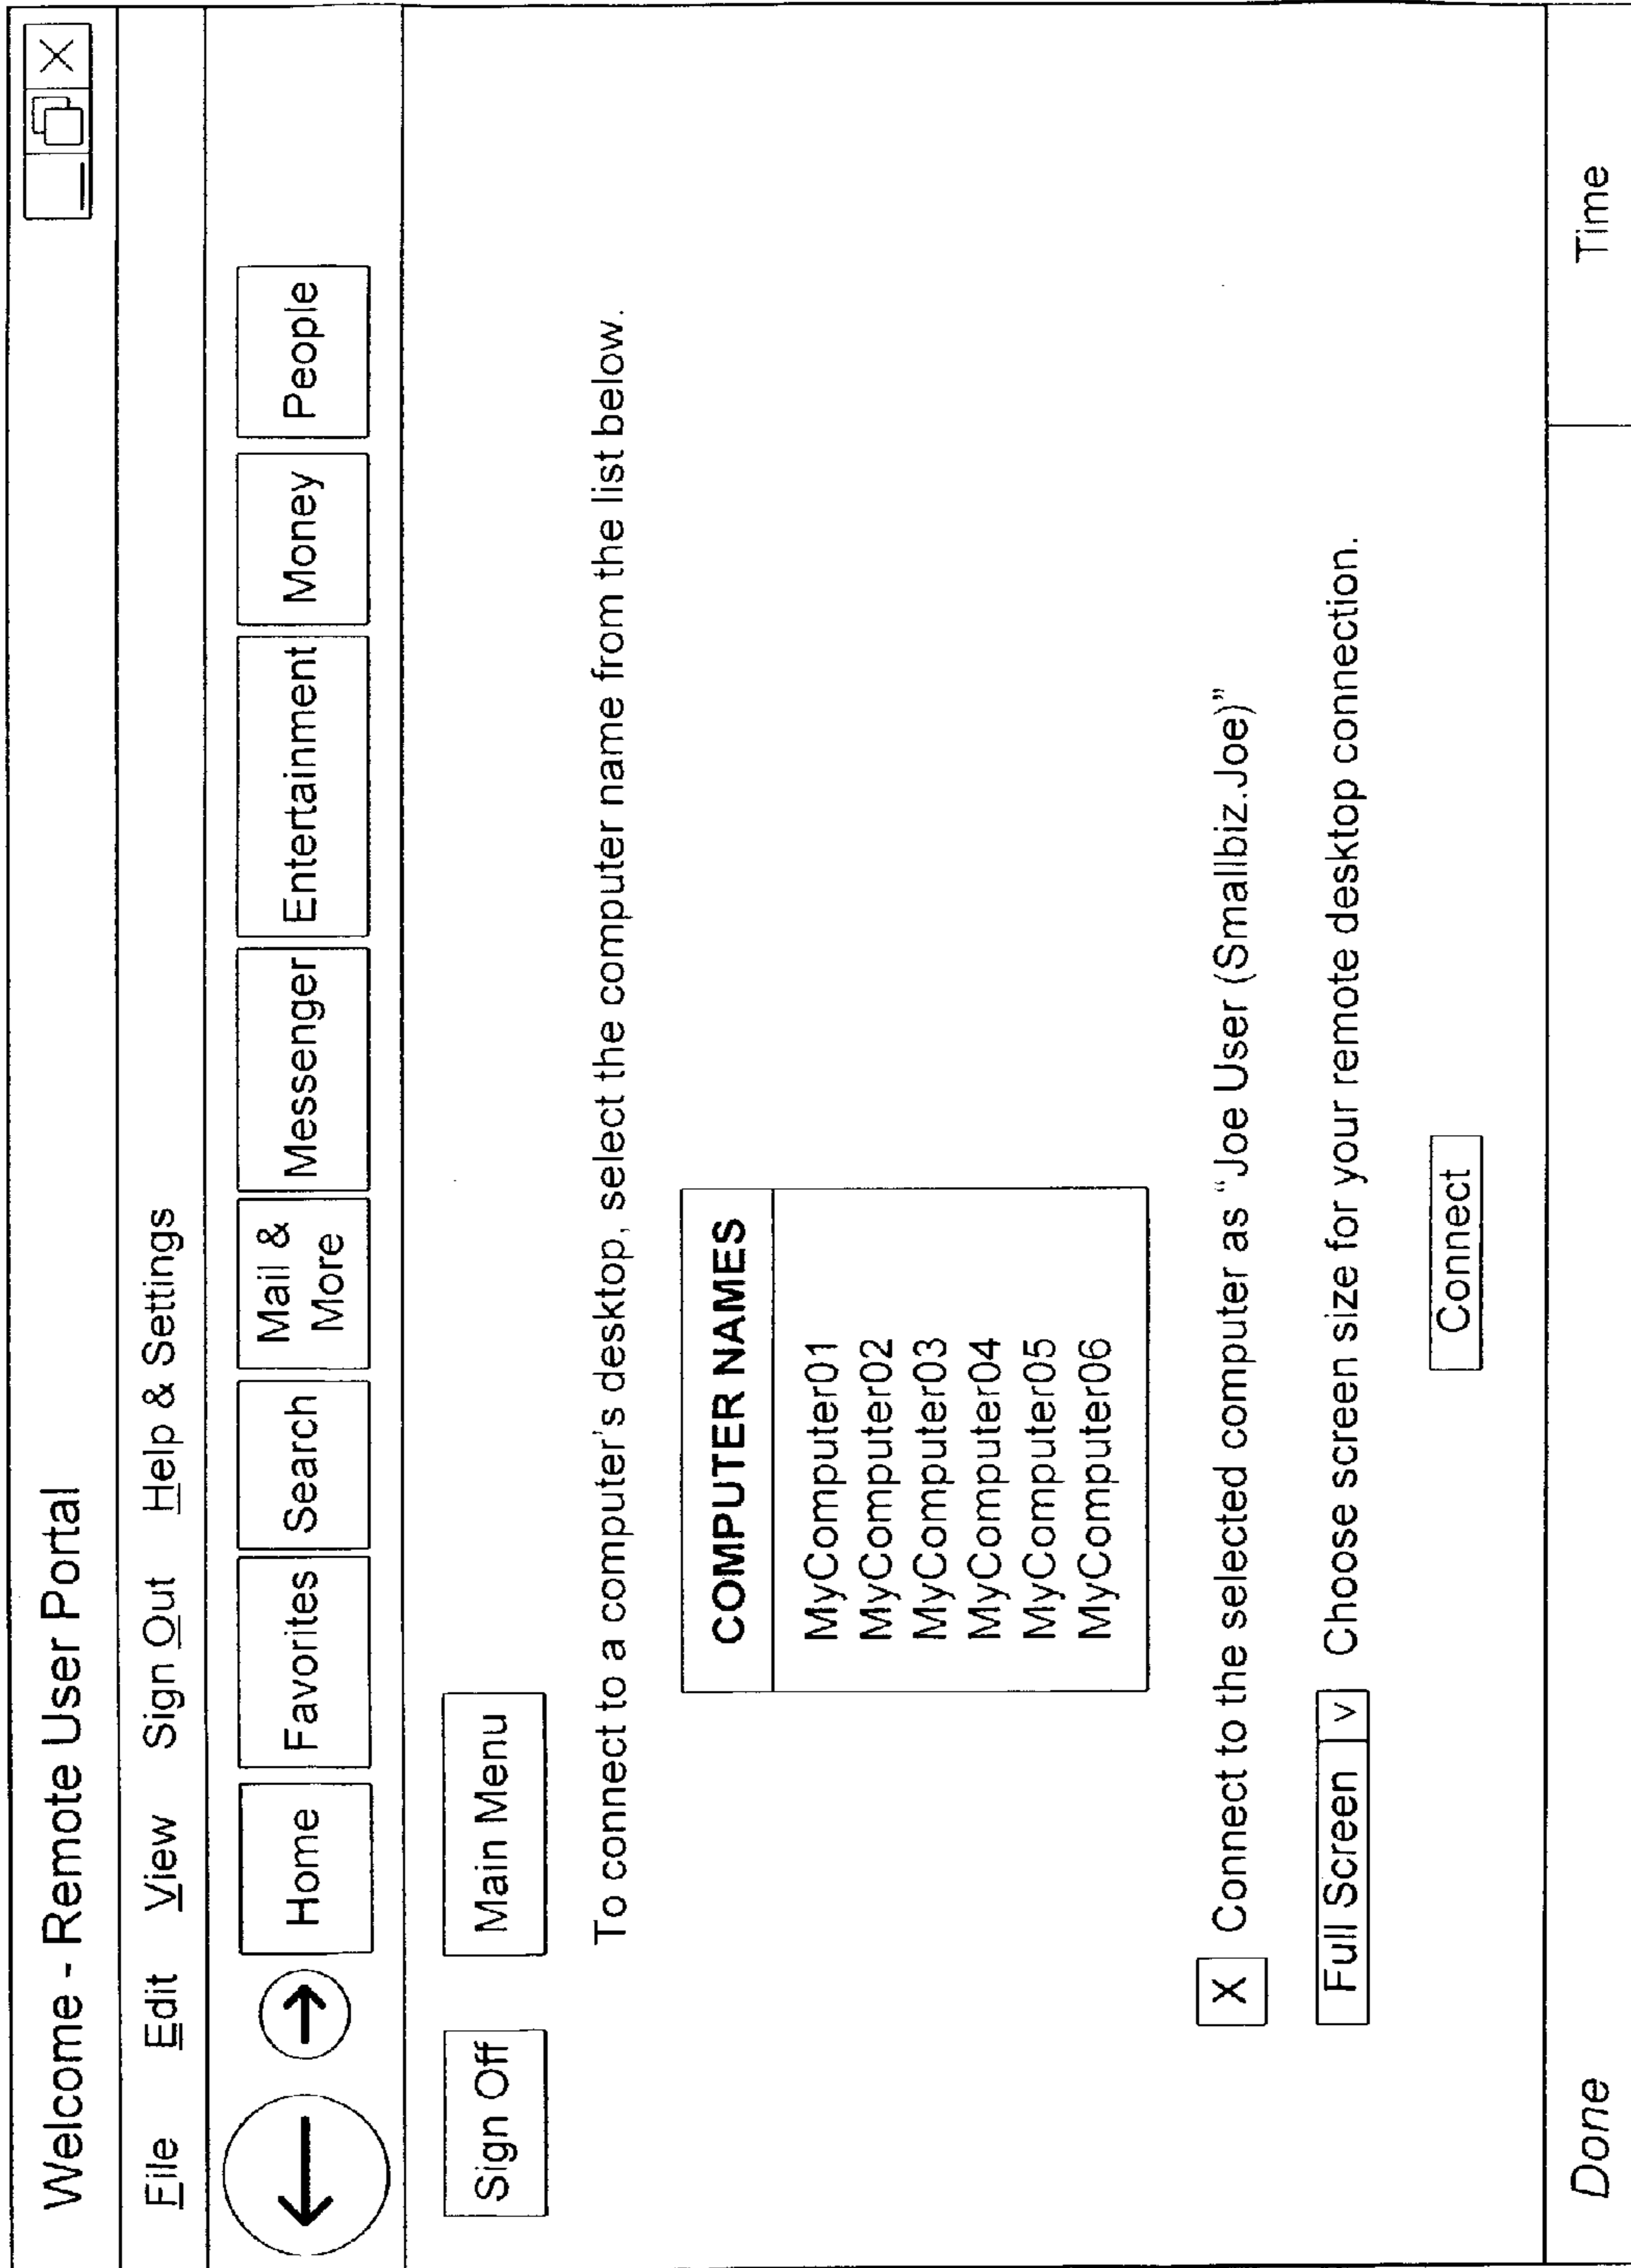 Welcome - Remote User Portal
X
File Edit View Sign Out Help & Settings
Home Favorites Search Mail & More Messenger Entertainment Money People
Sign Off Main Menu
To connect to a computer's desktop, select the computer name from the list below.
COMPUTER NAMES
MyComputer01
MyComputer02
MyComputer03
MyComputer04
MyComputer05
MyComputer06
X Connect to the selected computer as "Joe User (Smallbiz.Joe)"
Full Screen v Choose screen size for your remote desktop connection.
Connect
Done Time